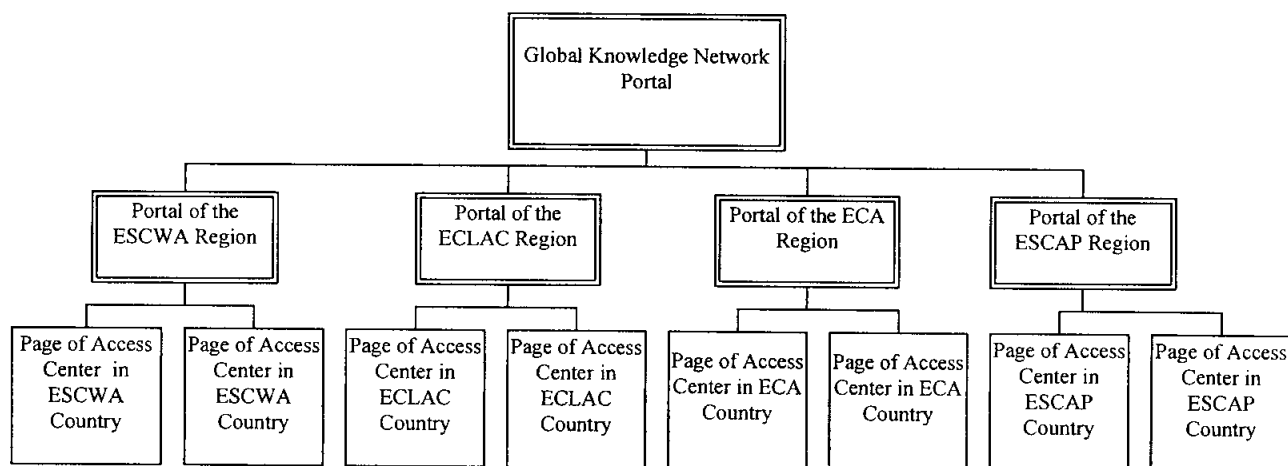 Global Knowledge Network
Portal
Portal of the
ESCWA Region
Portal of the
ECLAC Region
Portal of the ECA
Region
Portal of the
ESCAP Region
Page of Access
Center in
ESCWA
Country
Page of Access
Center in
ESCWA
Country
Page of Access
Center in
ECLAC
Country
Page of Access
Center in
ECLAC
Country
Page of Access
Center in ECA
Country
Page of Access
Center in ECA
Country
Page of Access
Center in
ESCAP
Country
Page of Access
Center in
ESCAP
Country